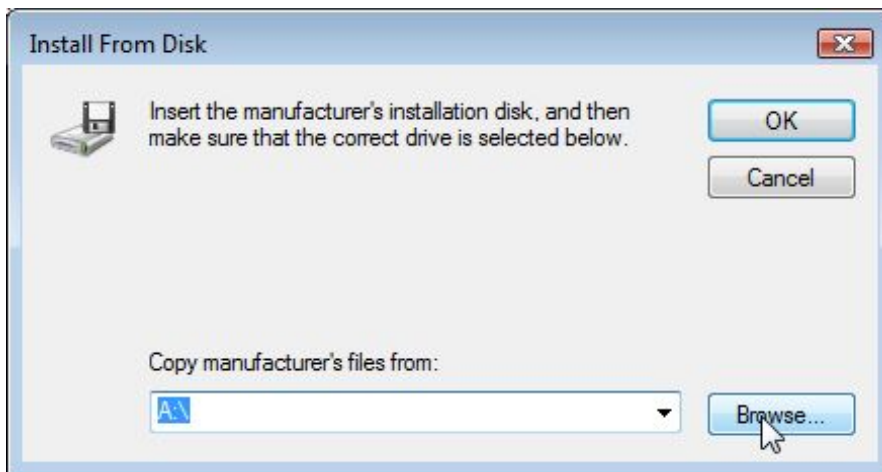 Install From Disk
Insert the manufacturer's installation disk, and then
make sure that the correct drive is selected below.
OK
Cancel
Copy manufacturer's files from:
A:\
Browse...